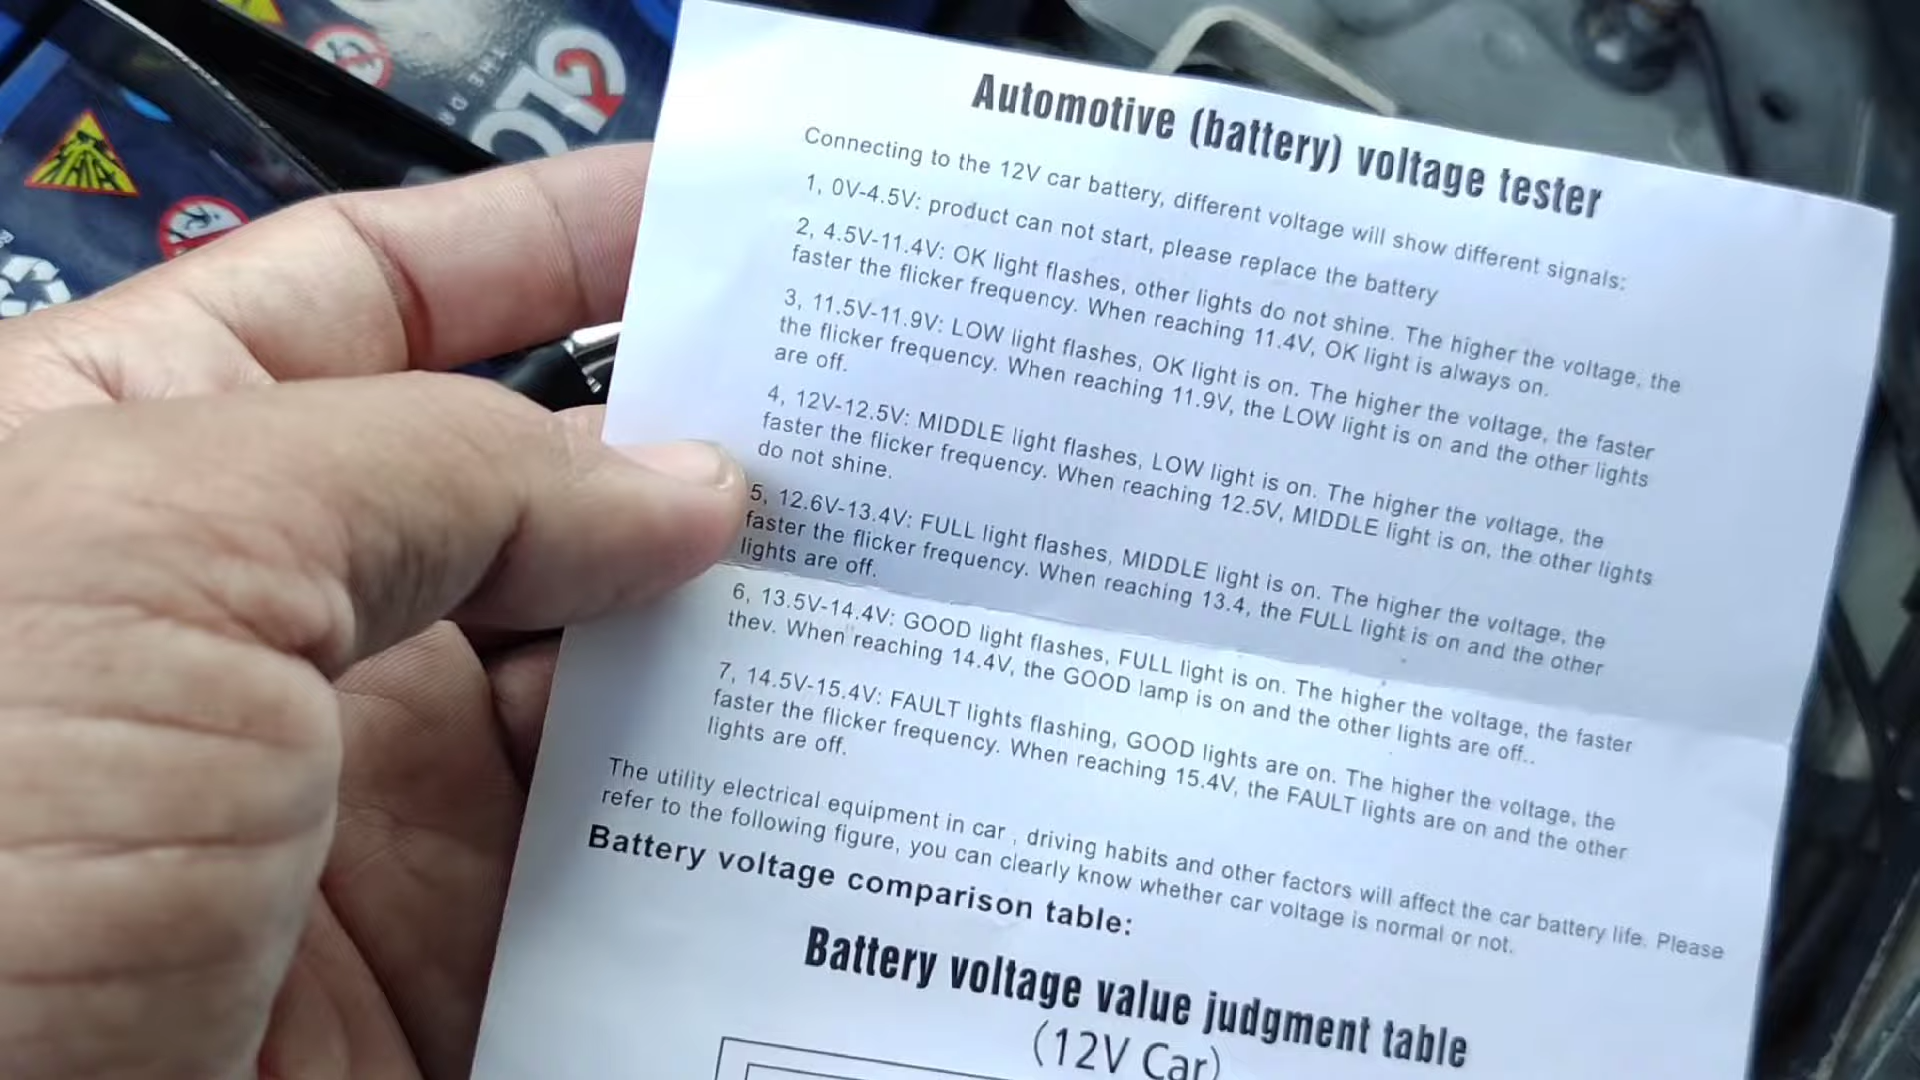 Automotive (battery) voltage tester
Connecting to the 12V car battery, different voltage will show different signals:
1, 0V-4.5V: product can not start, please replace the battery
2, 4.5V-11.4V: OK light flashes, other lights do not shine. The higher the voltage, the
faster the flicker frequency. When reaching 11.4V, OK light is always on.
3, 11.5V-11.9V: LOW light flashes, OK light is on. The higher the voltage, the faster
the flicker frequency. When reaching 11.9V, the LOW light is on and the other lights
are off.
4, 12V-12.5V: MIDDLE light flashes, LOW light is on. The higher the voltage, the
faster the flicker frequency. When reaching 12.5V, MIDDLE light is on, the other lights
do not shine.
5, 12.6V-13.4V: FULL light flashes, MIDDLE light is on. The higher the voltage, the
faster the flicker frequency. When reaching 13.4, the FULL light is on and the other
lights are off.
6, 13.5V-14.4V: GOOD light flashes, FULL light is on. The higher the voltage, the faster
thev. When reaching 14.4V, the GOOD lamp is on and the other lights are off..
7, 14.5V-15.4V: FAULT lights flashing, GOOD lights are on. The higher the voltage, the
faster the flicker frequency. When reaching 15.4V, the FAULT lights are on and the other
lights are off.
The utility electrical equipment in car , driving habits and other factors will affect the car battery life. Please
refer to the following figure, you can clearly know whether car voltage is normal or not.
Battery voltage comparison table:
Battery voltage value judgment table
(12V Car)